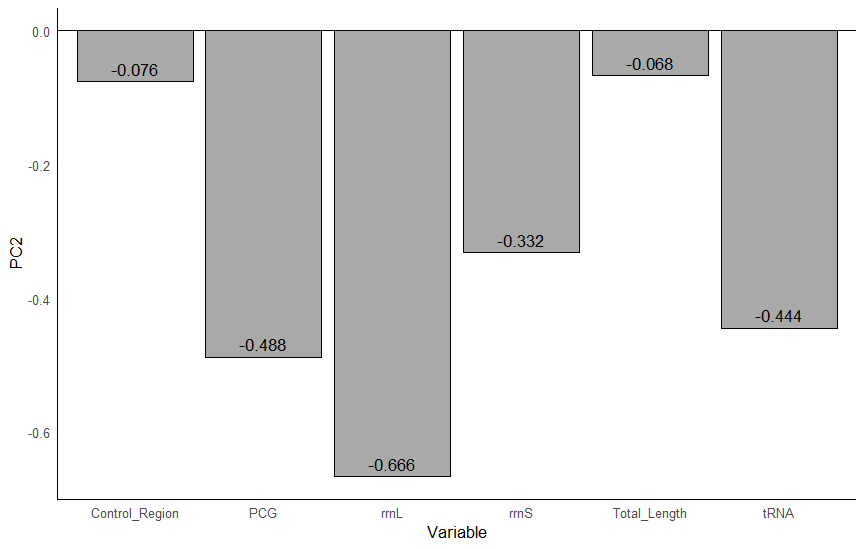 0.0
-0.2
-0.4
-0.6
PC2
-0.076
-0.488
-0.666
-0.332
-0.068
-0.444
Control_Region
PCG
rrnL
rrnS
Total_Length
tRNA
Variable